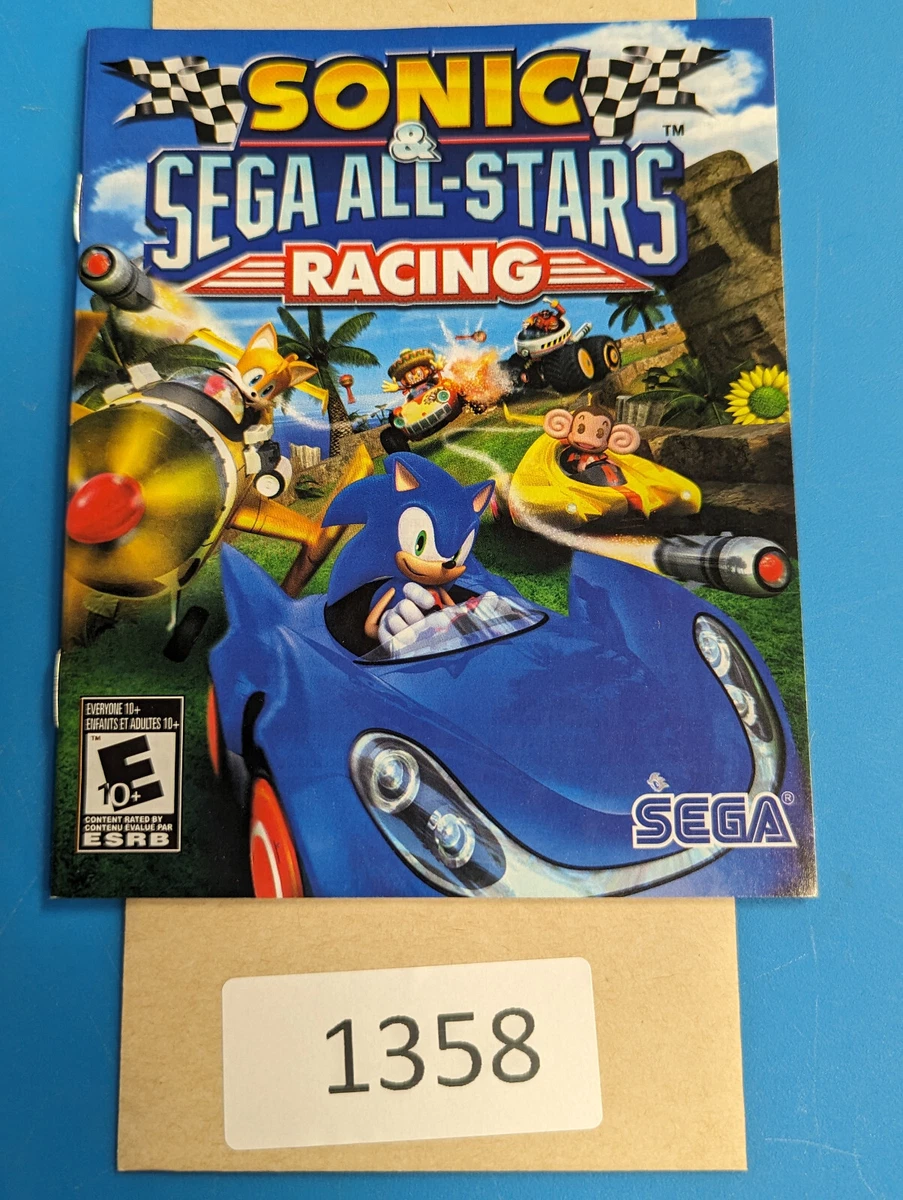 SONIC
&
SEGA ALL-STARS
™
RACING
EVERYONE 10+
ENFANTS ET ADULTES 10+
™
E
10+
CONTENT RATED BY
CONTENU ÉVALUÉ PAR
ESRB
SEGA®
1358